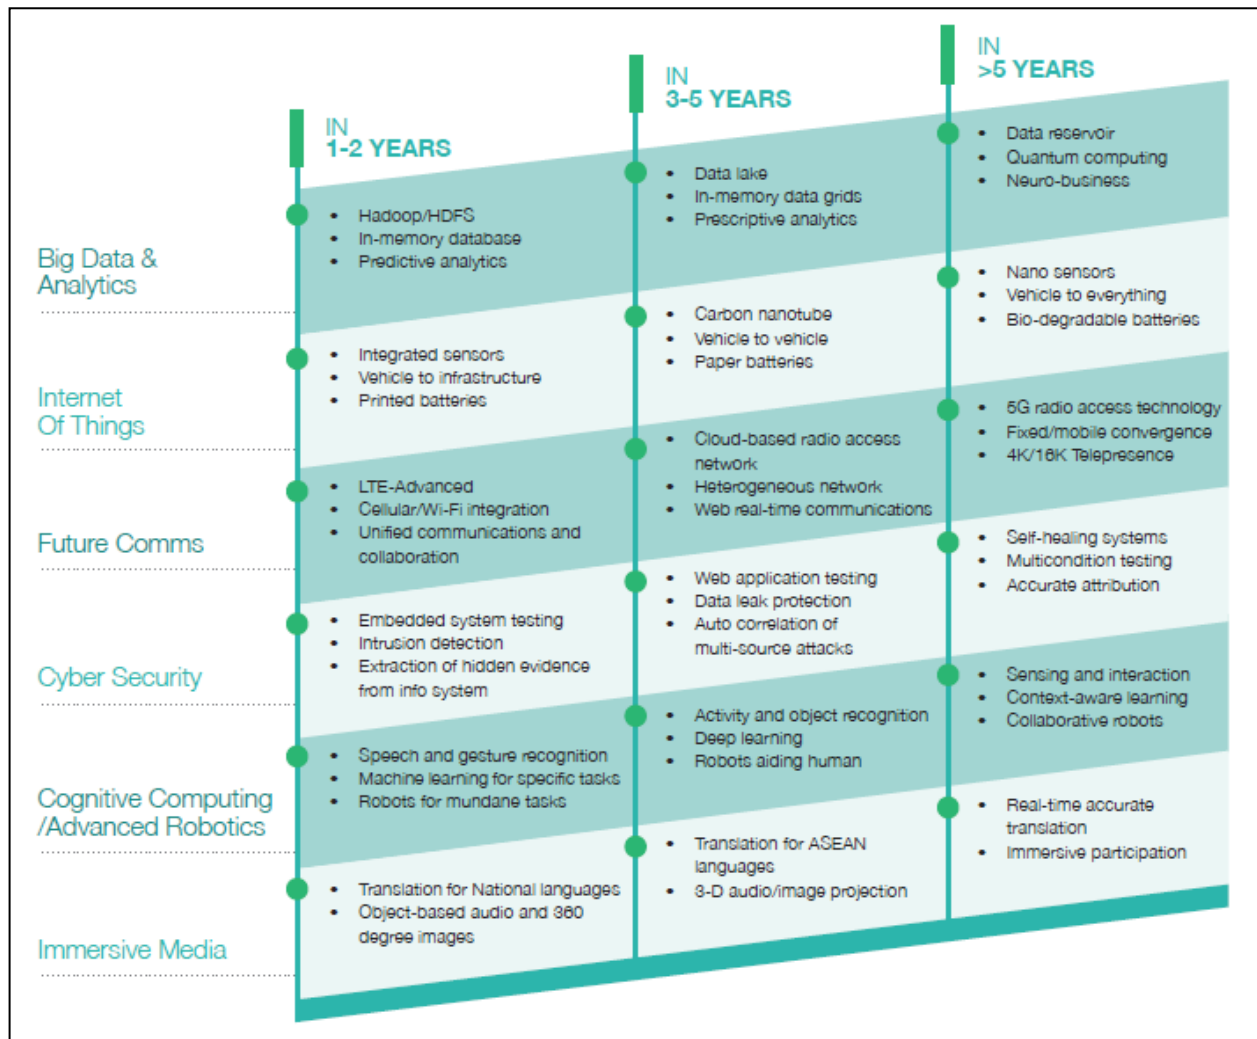 IN
1-2 YEARS
IN
3-5 YEARS
IN
>5 YEARS
Big Data &
Analytics
• Hadoop/HDFS
• In-memory database
• Predictive analytics
• Data lake
• In-memory data grids
• Prescriptive analytics
• Data reservoir
• Quantum computing
• Neuro-business
Internet
Of Things
• Integrated sensors
• Vehicle to infrastructure
• Printed batteries
• Carbon nanotube
• Vehicle to vehicle
• Paper batteries
• Nano sensors
• Vehicle to everything
• Bio-degradable batteries
Future Comms
• LTE-Advanced
• Cellular/Wi-Fi integration
• Unified communications and
collaboration
• Cloud-based radio access
network
• Heterogeneous network
• Web real-time communications
• 5G radio access technology
• Fixed/mobile convergence
• 4K/16K Telepresence
Cyber Security
• Embedded system testing
• Intrusion detection
• Extraction of hidden evidence
from info system
• Web application testing
• Data leak protection
• Auto correlation of
multi-source attacks
• Self-healing systems
• Multicondition testing
• Accurate attribution
Cognitive Computing
/Advanced Robotics
• Speech and gesture recognition
• Machine learning for specific tasks
• Robots for mundane tasks
• Activity and object recognition
• Deep learning
• Robots aiding human
• Sensing and interaction
• Context-aware learning
• Collaborative robots
Immersive Media
• Translation for National languages
• Object-based audio and 360
degree images
• Translation for ASEAN
languages
• 3-D audio/image projection
• Real-time accurate
translation
• Immersive participation